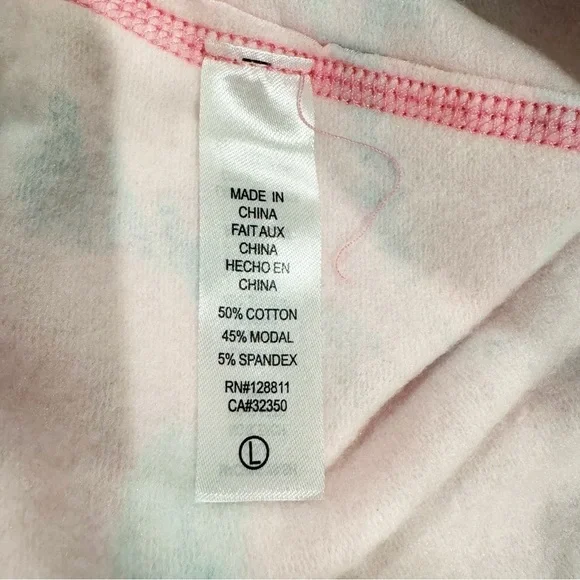 MADE IN
CHINA
FAIT AUX
CHINA
HECHO EN
CHINA
50% COTTON
45% MODAL
5% SPANDEX
RN#128811
CA#32350
L